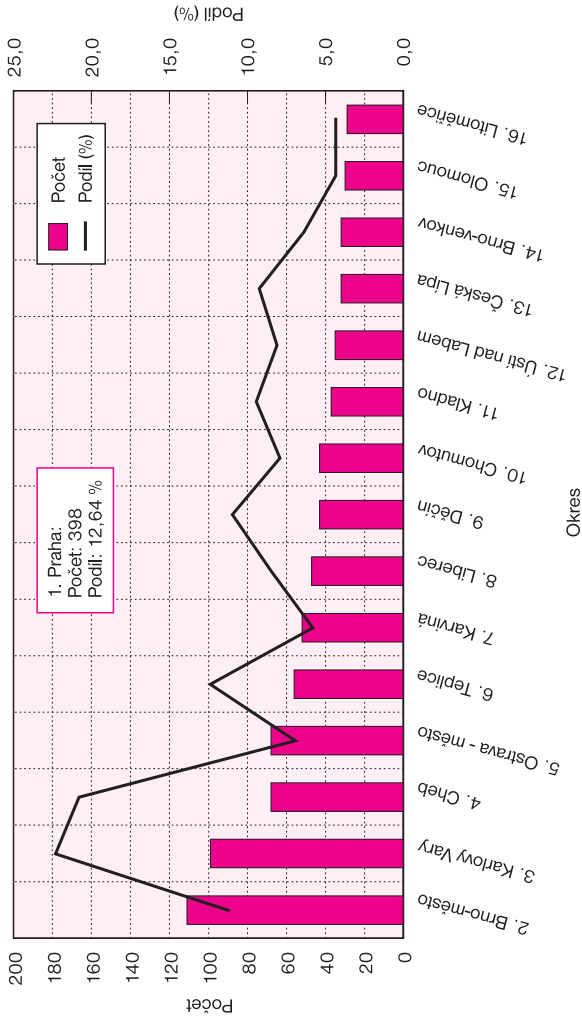 Počet
200
180
160
140
120
100
80
60
40
20
0
Podíl (%)
25,0
20,0
15,0
10,0
5,0
0,0
Počet
Podíl (%)
1. Praha:
Počet: 398
Podíl: 12,64 %
2. Brno-město
3. Karlovy Vary
4. Cheb
5. Ostrava - město
6. Teplice
7. Karviná
8. Liberec
9. Děčín
10. Chomutov
11. Kladno
12. Ústí nad Labem
13. Česká Lípa
14. Brno-venkov
15. Olomouc
16. Litoměřice
Okres